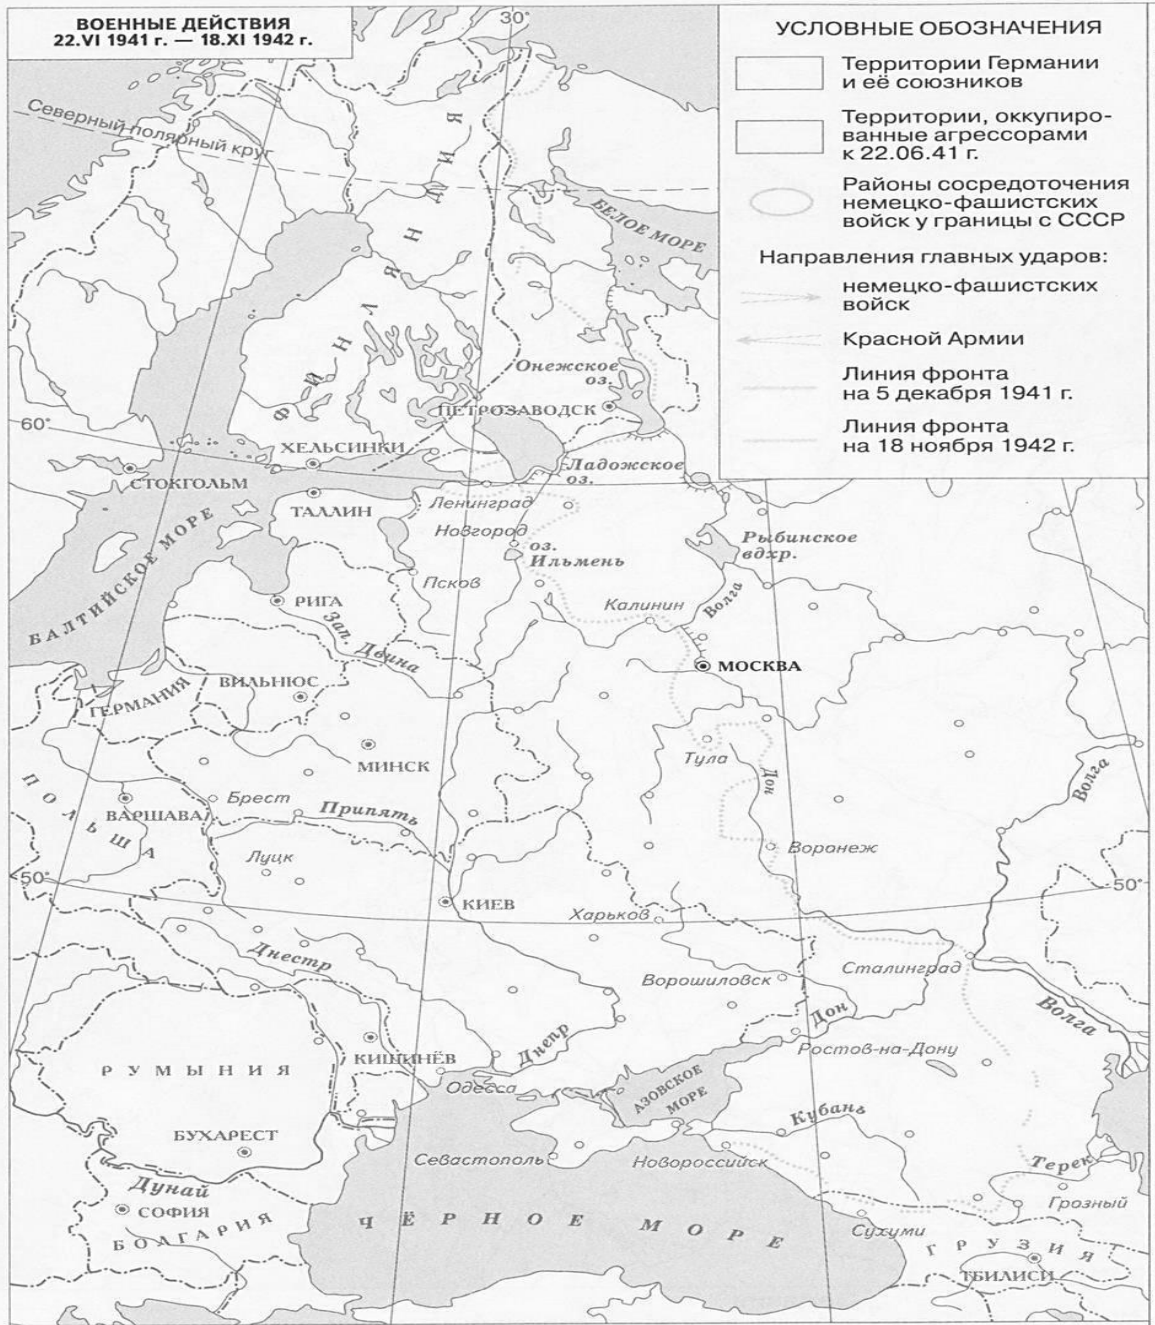 ВОЕННЫЕ ДЕЙСТВИЯ
22.VI 1941 г. — 18.XI 1942 г.
30°
УСЛОВНЫЕ ОБОЗНАЧЕНИЯ
Территории Германии
и её союзников
Территории, оккупиро-
ванные агрессорами
к 22.06.41 г.
Районы сосредоточения
немецко-фашистских
войск у границы с СССР
Направления главных ударов:
немецко-фашистских
войск
Красной Армии
Линия фронта
на 5 декабря 1941 г.
Линия фронта
на 18 ноября 1942 г.
Северный полярный круг
ФИНЛЯНДИЯ
БЕЛОЕ МОРЕ
Онежское
оз.
ПЕТРОЗАВОДСК
60°
ХЕЛЬСИНКИ
Ладожское
оз.
СТОКГОЛЬМ
ТАЛЛИН
Ленинград
Новгород
оз.
Ильмень
Рыбинское
вдхр.
БАЛТИЙСКОЕ МОРЕ
Псков
РИГА
Зап. Двина
Калинин
Волга
МОСКВА
ВИЛЬНЮС
ГЕРМАНИЯ
МИНСК
Тула
Дон
Волга
ПОЛЬША
ВАРШАВА
Брест
Припять
Луцк
Воронеж
50°
50°
КИЕВ
Харьков
Днестр
Ворошиловск
Сталинград
Дон
Волга
Днепр
КИШИНЁВ
Ростов-на-Дону
РУМЫНИЯ
Одесса
АЗОВСКОЕ
МОРЕ
Кубань
БУХАРЕСТ
Севастополь
Новороссийск
Терек
Дунай
Грозный
СОФИЯ
БОЛГАРИЯ
ЧЁРНОЕ МОРЕ
Сухуми
ГРУЗИЯ
ТБИЛИСИ